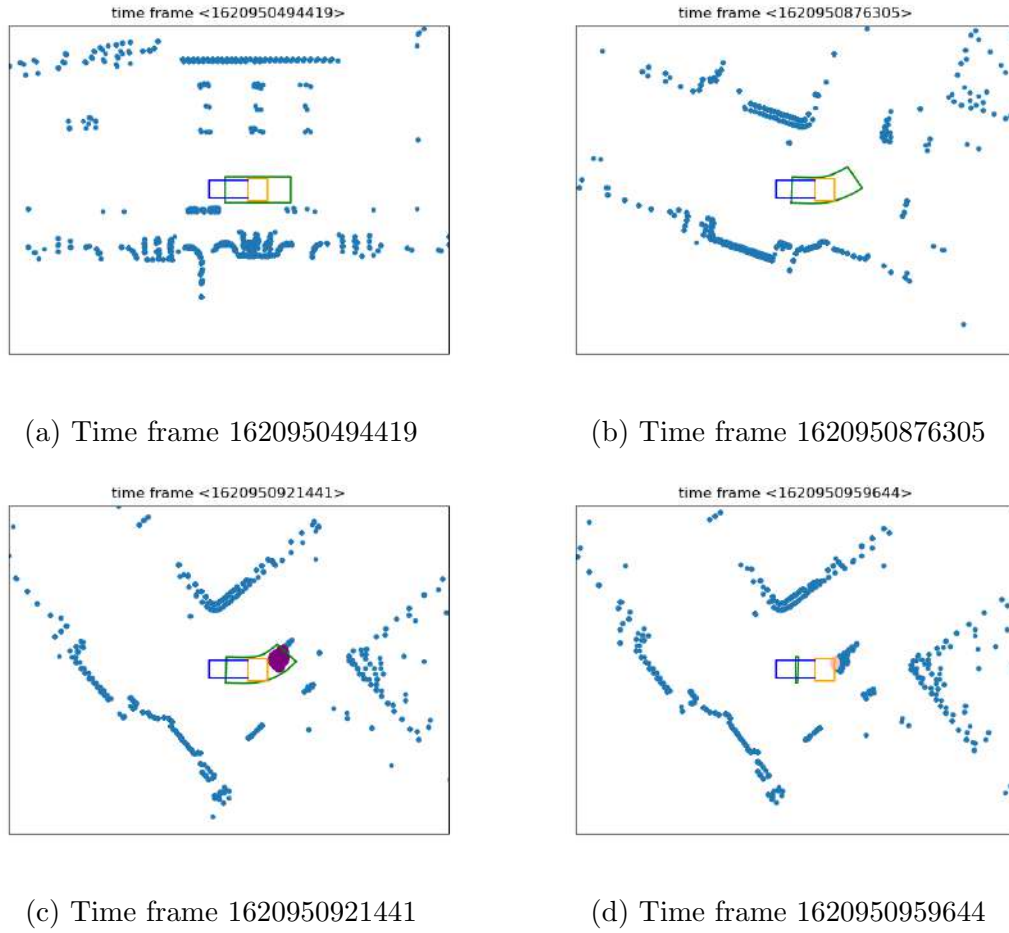 time frame <1620950494419>
time frame <1620950876305>
(a) Time frame 1620950494419
(b) Time frame 1620950876305
time frame <1620950921441>
time frame <1620950959644>
(c) Time frame 1620950921441
(d) Time frame 1620950959644